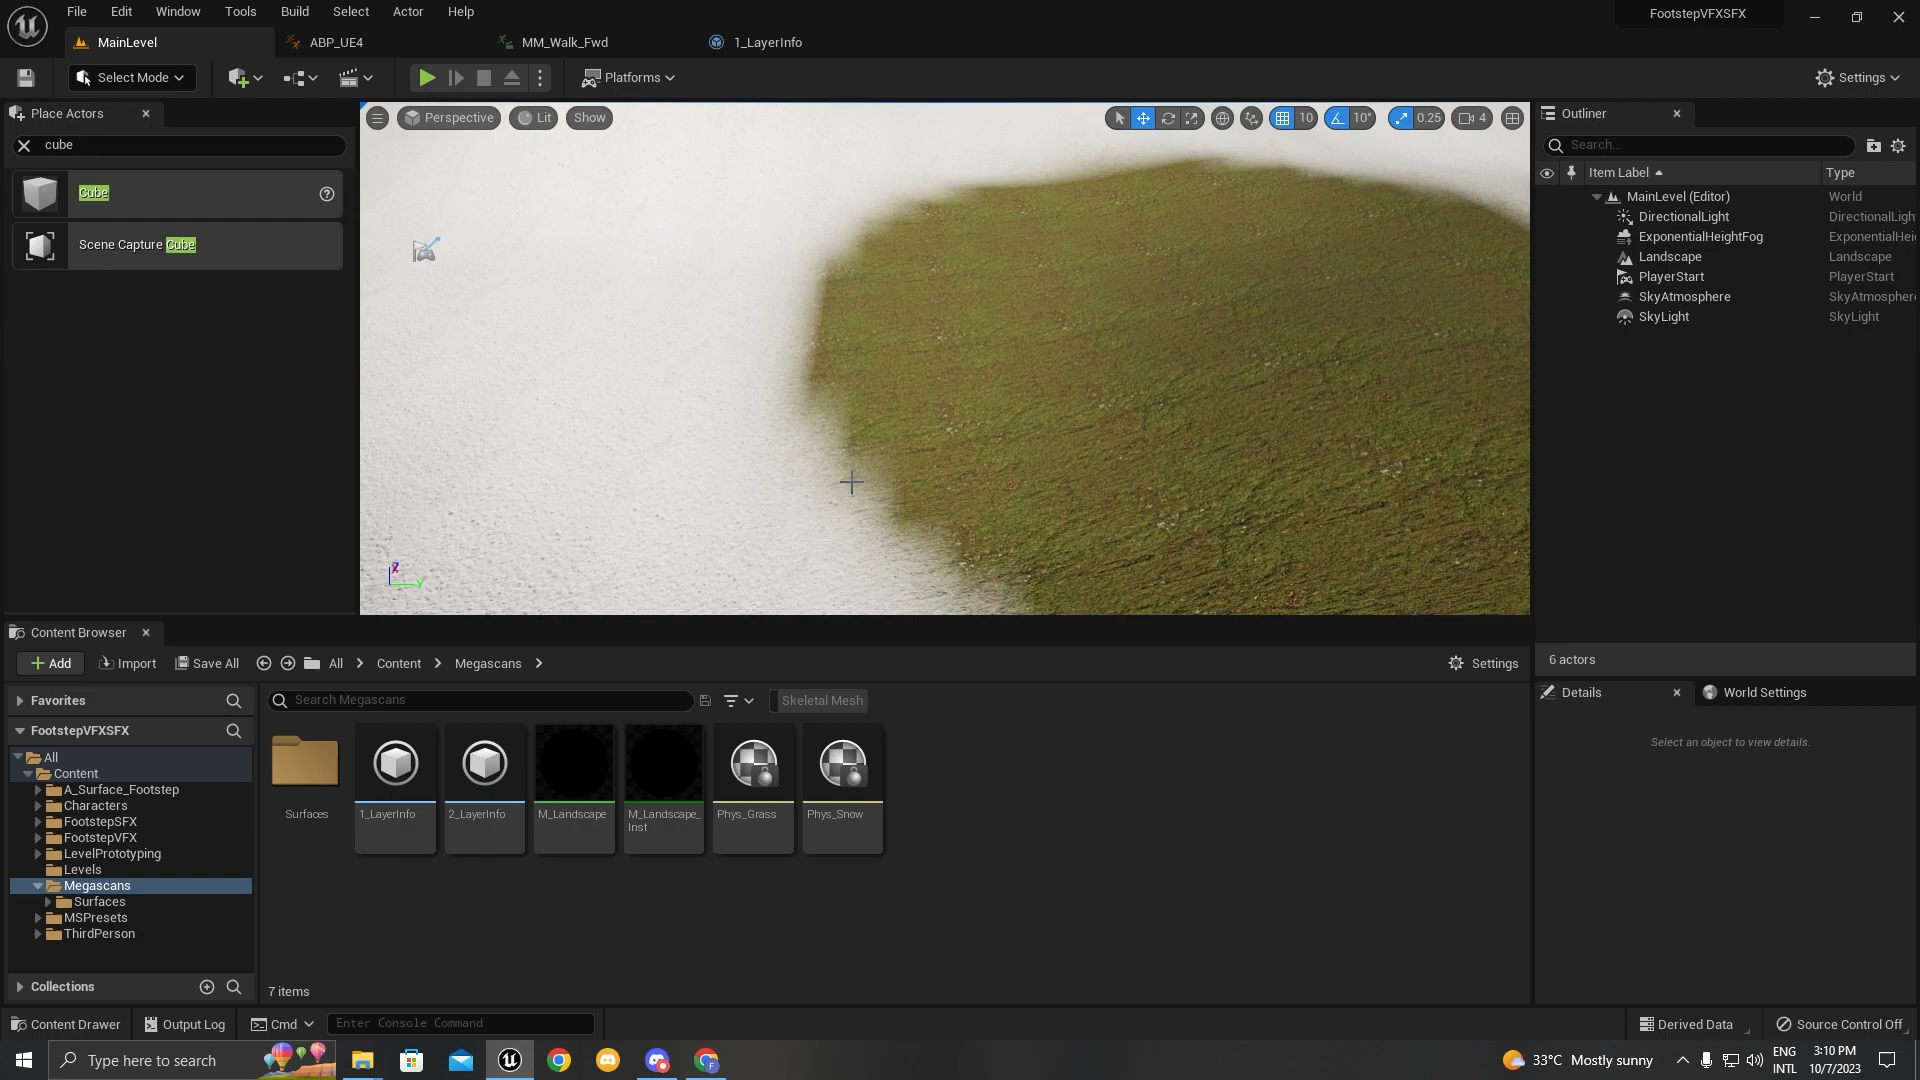 File Edit Window Tools Build Select Actor Help
FootstepVFXSFX
MainLevel
ABP_UE4
MM_Walk_Fwd
1_LayerInfo
Select Mode
Platforms
Settings
Place Actors
cube
Cube
Scene Capture Cube
Perspective
Lit
Show
10
10°
0.25
4
Z
X
Y
Outliner
Search...
Item Label
Type
MainLevel (Editor) World
DirectionalLight DirectionalLigh
ExponentialHeightFog ExponentialHei
Landscape Landscape
PlayerStart PlayerStart
SkyAtmosphere SkyAtmospher
SkyLight SkyLight
6 actors
Details
World Settings
Select an object to view details.
Content Browser
Add
Import
Save All
All
Content
Megascans
Settings
Favorites
FootstepVFXSFX
All
Content
A_Surface_Footstep
Characters
FootstepSFX
FootstepVFX
LevelPrototyping
Levels
Megascans
Surfaces
MSPresets
ThirdPerson
Collections
Search Megascans
Skeletal Mesh
Surfaces
1_LayerInfo
2_LayerInfo
M_Landscape
M_Landscape_
Inst
Phys_Grass
Phys_Snow
7 items
Content Drawer
Output Log
Cmd
Enter Console Command
Derived Data
Source Control Off
Type here to search
33°C Mostly sunny
ENG
INTL
3:10 PM
10/7/2023